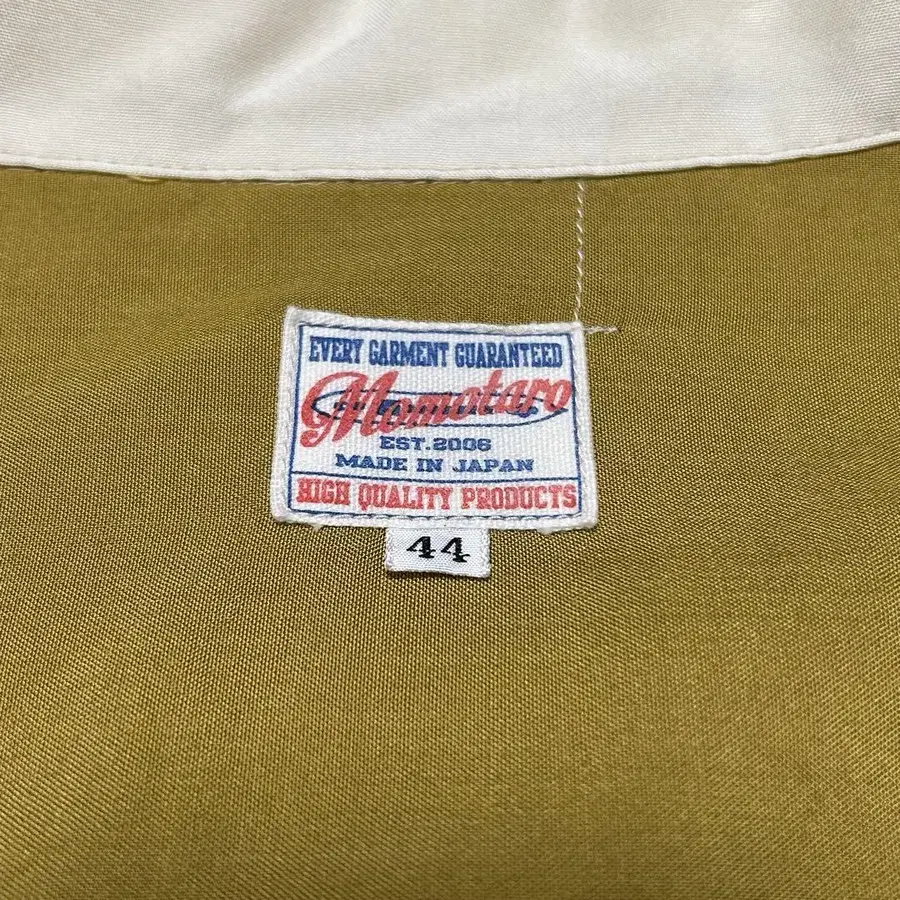 EVERY GARMENT GUARANTEED
Momotaro
EST.2006
MADE IN JAPAN
HIGH QUALITY PRODUCTS
44